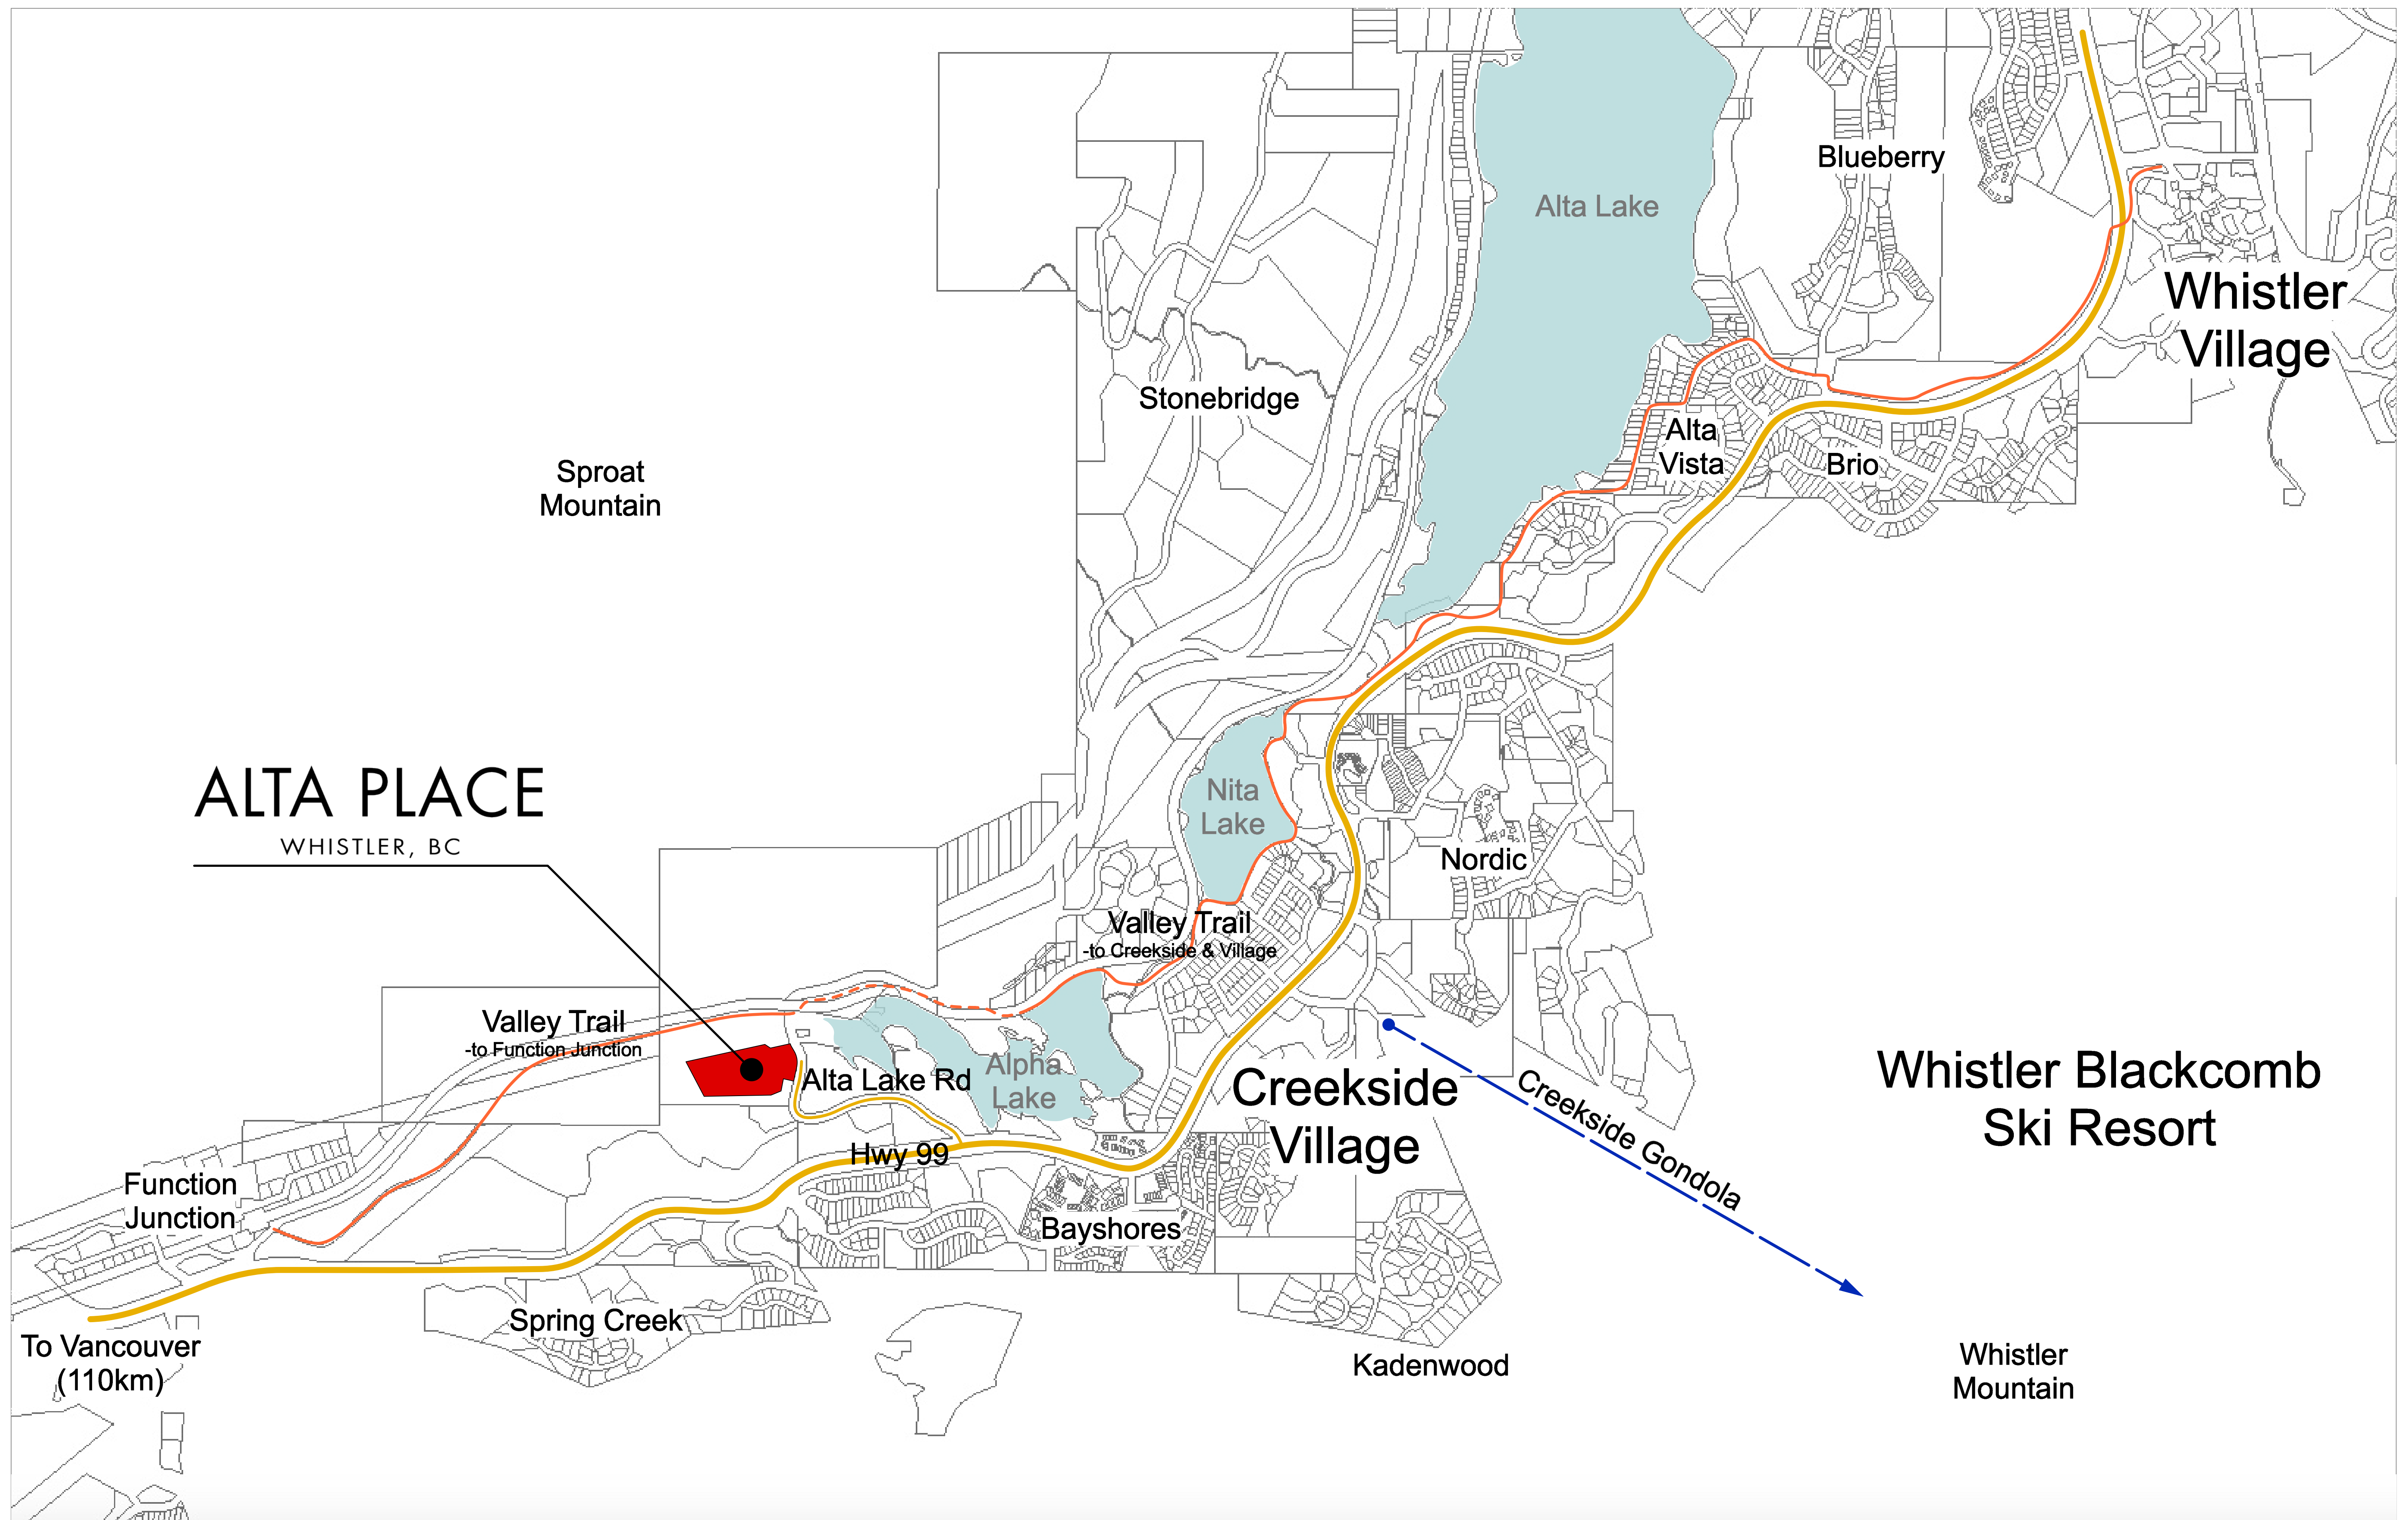 Blueberry
Alta Lake
Whistler
Village
Stonebridge
Alta
Vista
Brio
Sproat
Mountain
ALTA PLACE
WHISTLER, BC
Nita
Lake
Nordic
Valley Trail
-to Creekside & Village
Valley Trail
-to Function Junction
Alta Lake Rd
Alpha
Lake
Creekside
Village
Creekside Gondola
Whistler Blackcomb
Ski Resort
Hwy 99
Function
Junction
Bayshores
Spring Creek
To Vancouver
(110km)
Kadenwood
Whistler
Mountain